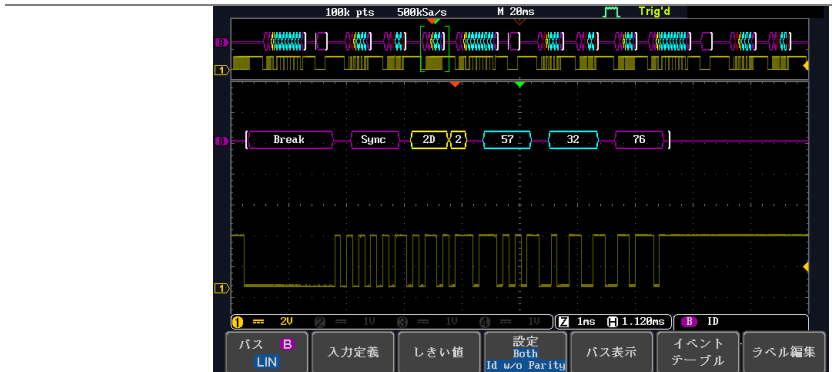 100k pts 500kSa/s M 20ms Trig'd
B
1
B Break Sync 2D 2 57 32 76
1
1 2V 2 1V 3 1V 4 1V Z 1ms H 1.120ms B ID
バス B
LIN
入力定義
しきい値
設定
Both
Id w/o Parity
バス表示
イベント
テーブル
ラベル編集